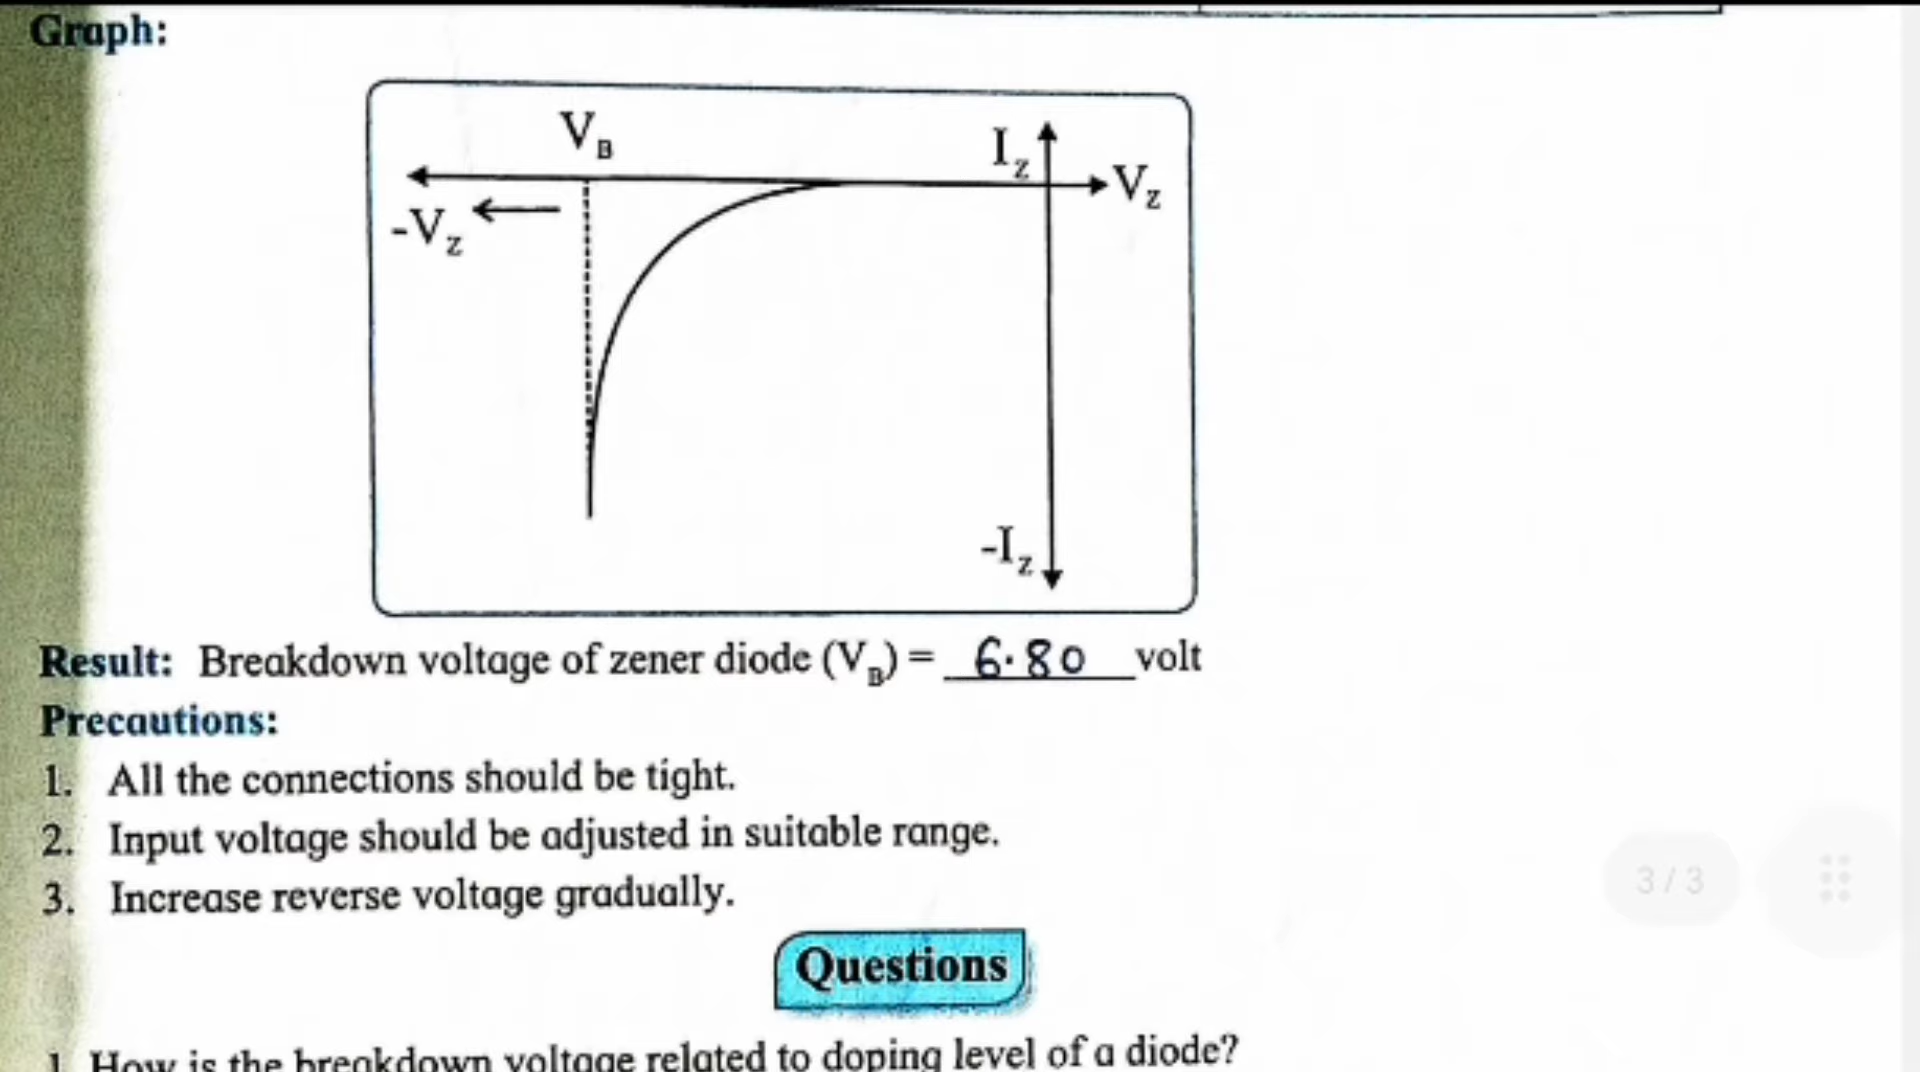 Graph:
V_B
I_z
V_z
-V_z
-I_z
Result: Breakdown voltage of zener diode (V_B) = 6.80 volt
Precautions:
1. All the connections should be tight.
2. Input voltage should be adjusted in suitable range.
3. Increase reverse voltage gradually.
3 / 3
Questions
1. How is the breakdown voltage related to doping level of a diode?